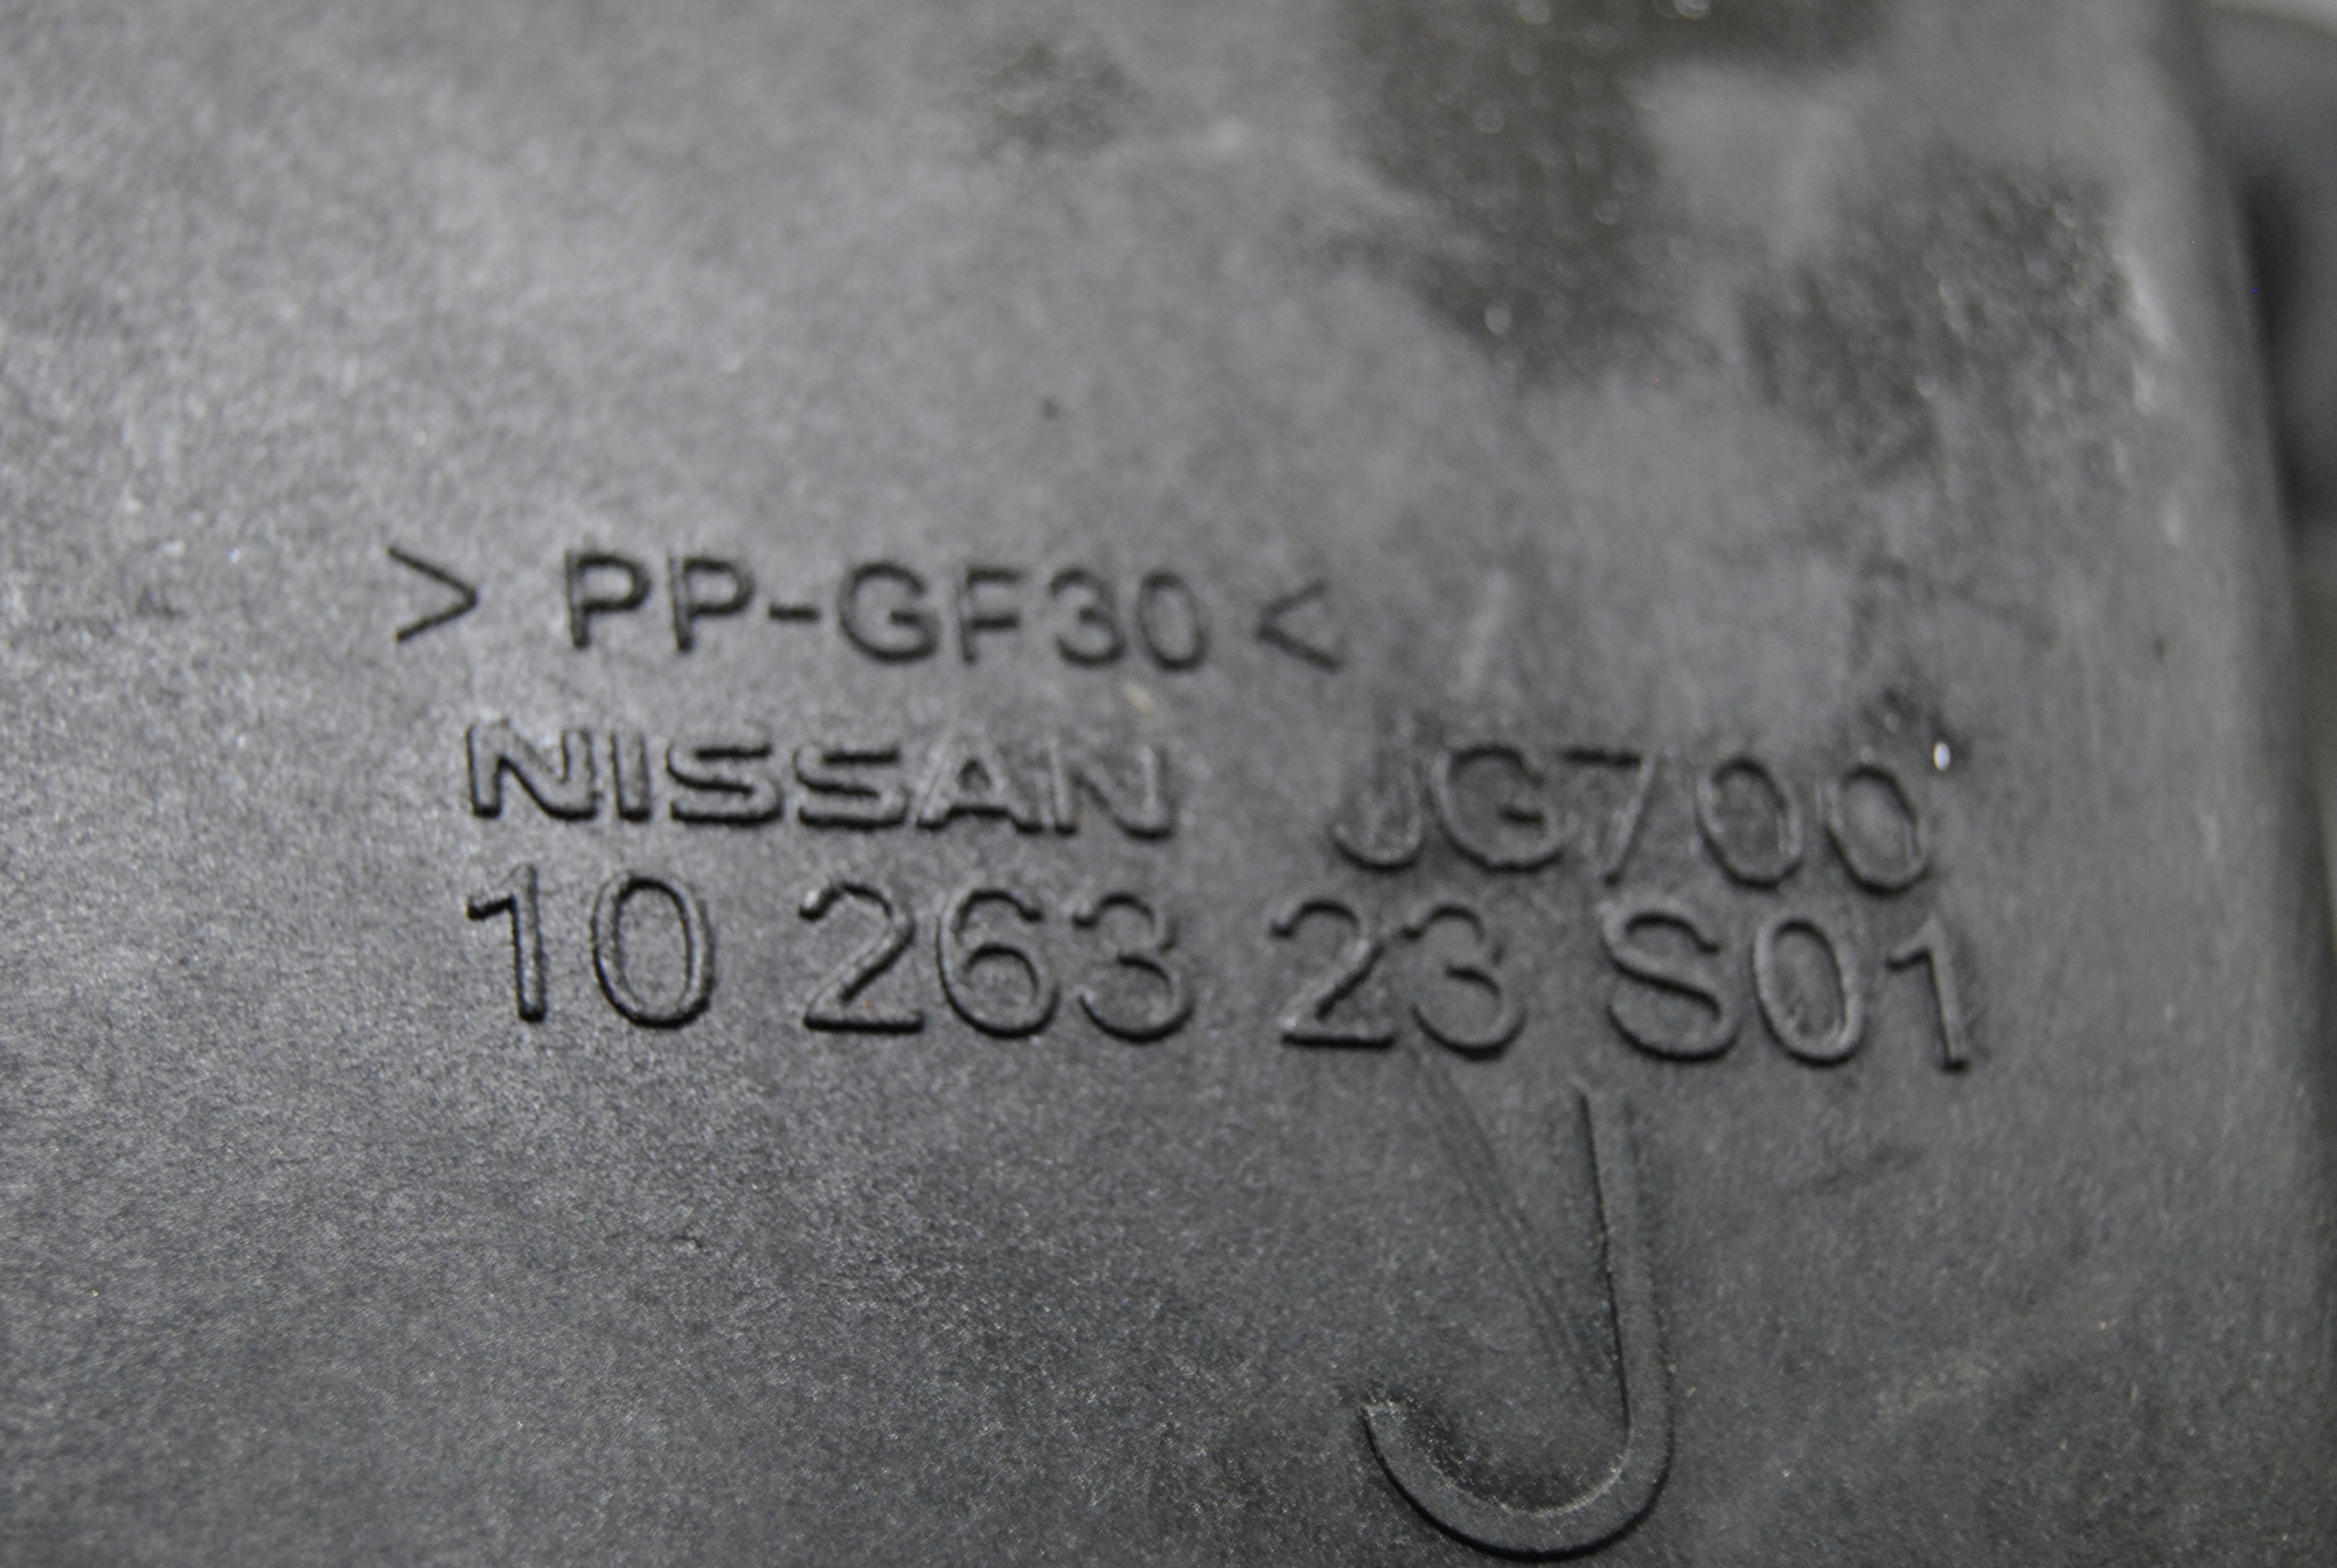 > PP-GF30 <
NISSAN JG700
10 263 23 S01
J